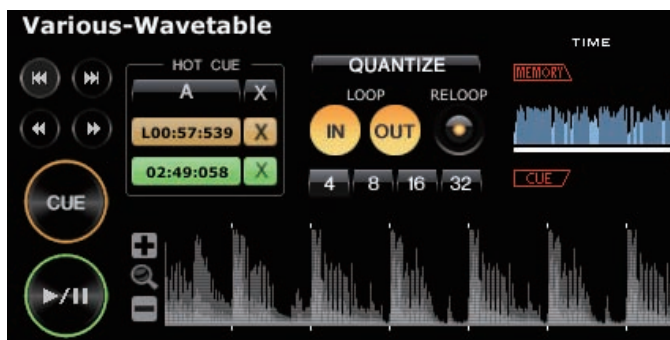 Various-Wavetable
TIME
HOT CUE
QUANTIZE
MEMORY
A X
LOOP RELOOP
L00:57:539 X
IN OUT
02:49:058 X
CUE
4 8 16 32
CUE